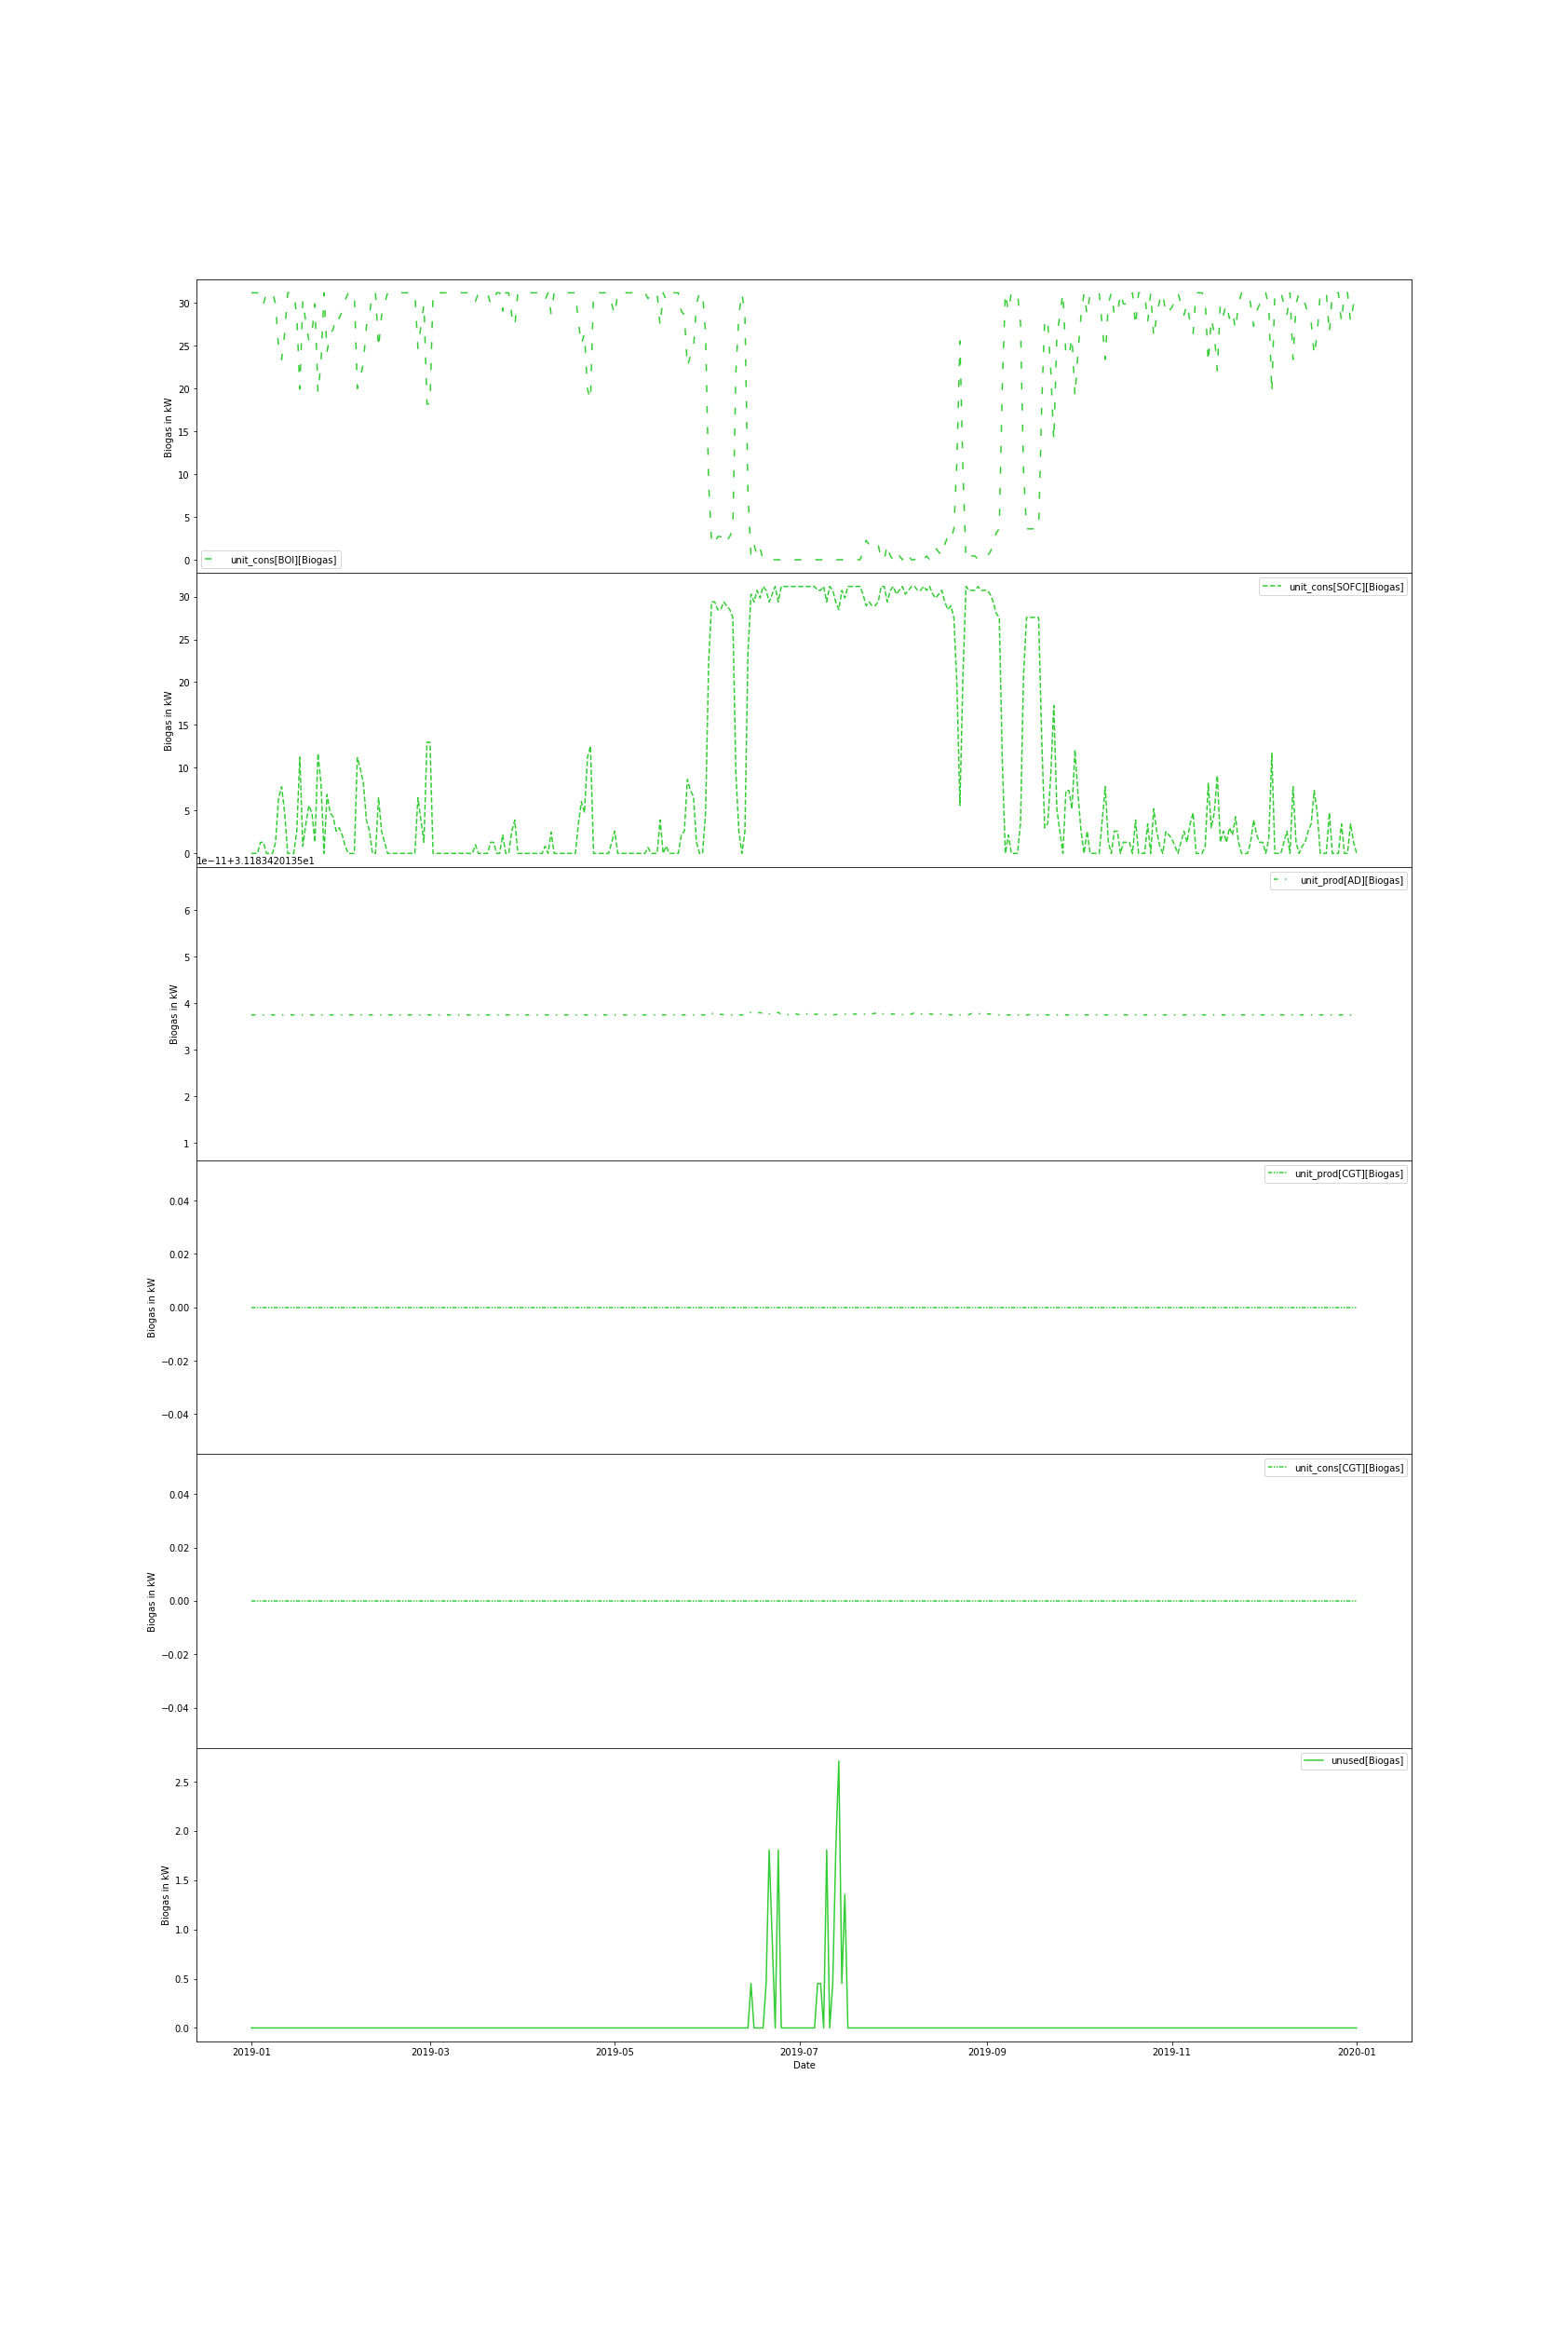 30
25
20
15
10
5
0
Biogas in kW
unit_cons[BOI][Biogas]
30
25
20
15
10
5
0
Biogas in kW
unit_cons[SOFC][Biogas]
1e−11+3.1183420135e1
6
5
4
3
2
1
Biogas in kW
unit_prod[AD][Biogas]
0.04
0.02
0.00
−0.02
−0.04
Biogas in kW
unit_prod[CGT][Biogas]
0.04
0.02
0.00
−0.02
−0.04
Biogas in kW
unit_cons[CGT][Biogas]
2.5
2.0
1.5
1.0
0.5
0.0
Biogas in kW
unused[Biogas]
2019-01 2019-03 2019-05 2019-07 2019-09 2019-11 2020-01
Date